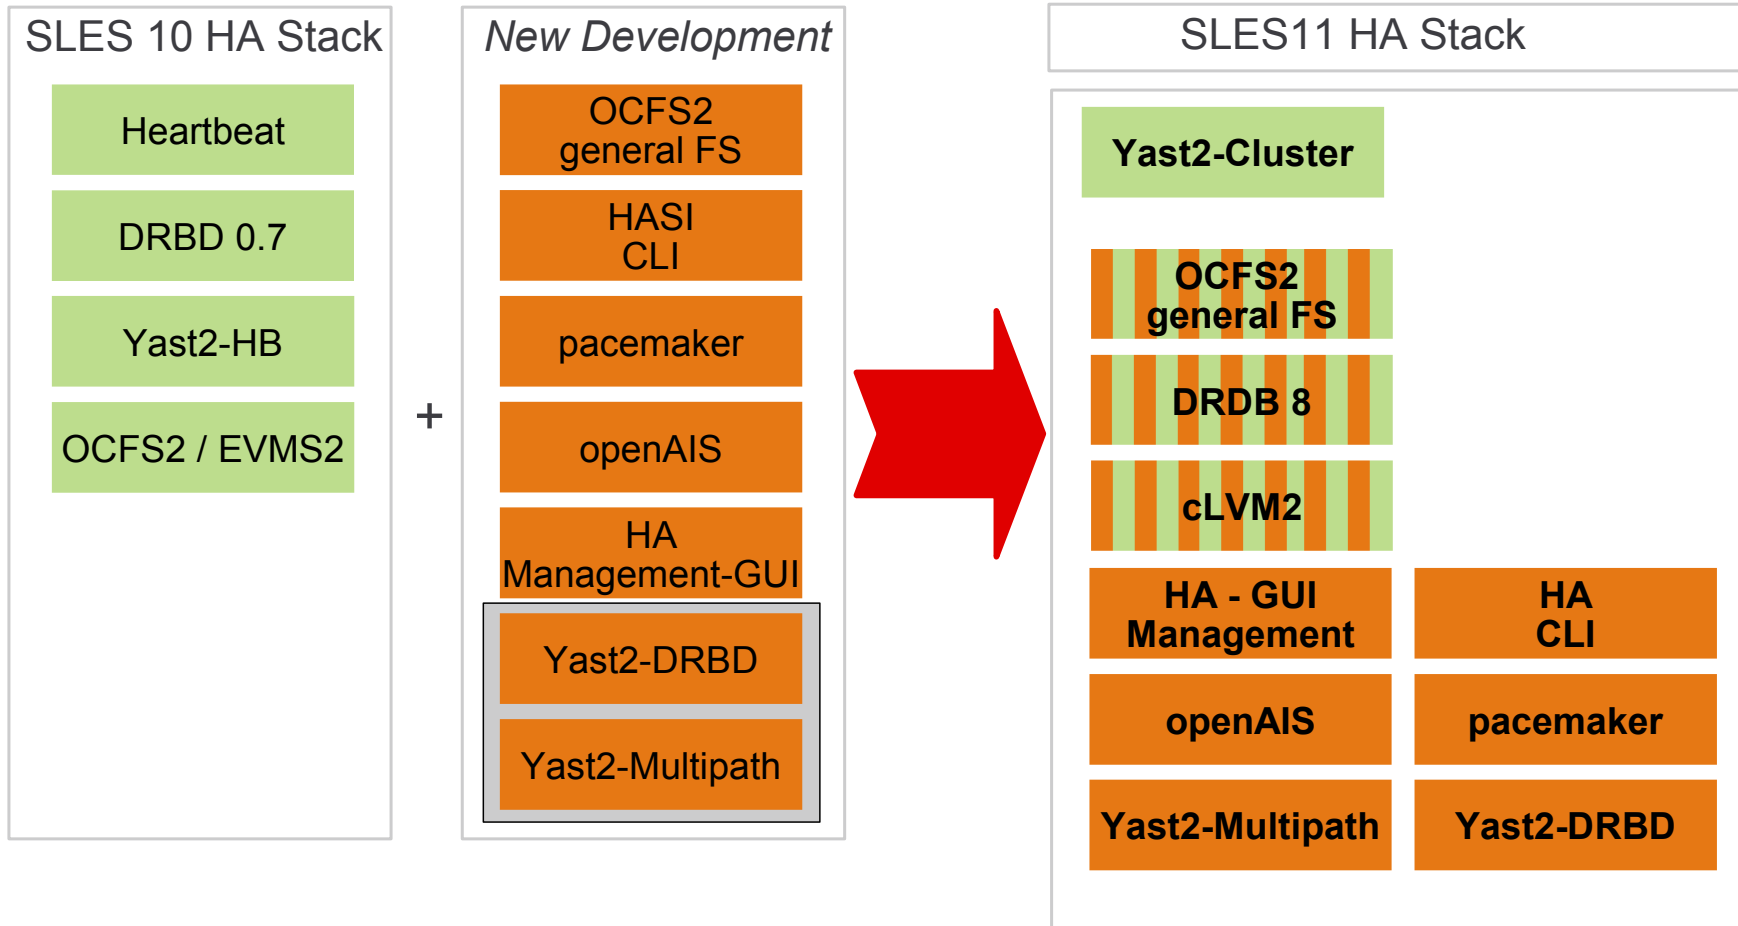 SLES 10 HA Stack
Heartbeat
DRBD 0.7
Yast2-HB
OCFS2 / EVMS2
+
New Development
OCFS2
general FS
HASI
CLI
pacemaker
openAIS
HA
Management-GUI
Yast2-DRBD
Yast2-Multipath
SLES11 HA Stack
Yast2-Cluster
OCFS2
general FS
DRDB 8
cLVM2
HA - GUI
Management
HA
CLI
openAIS
pacemaker
Yast2-Multipath
Yast2-DRBD